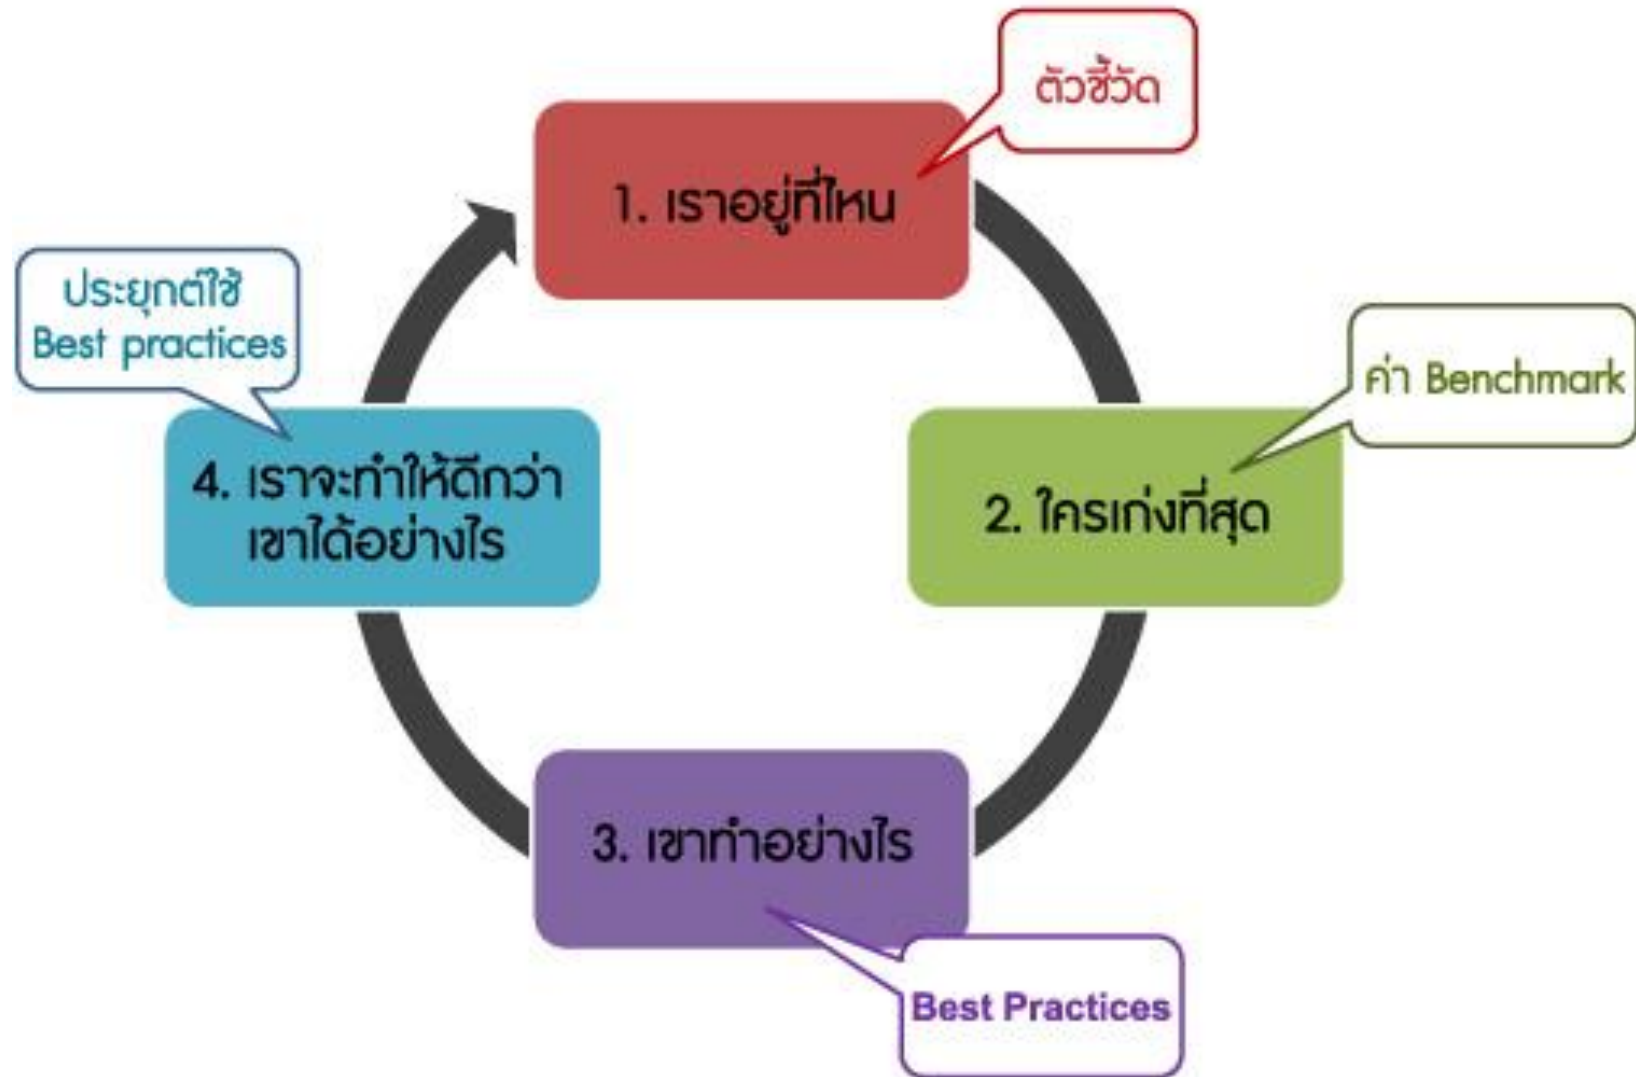 ตัวชี้วัด
1. เราอยู่ที่ไหน
ค่า Benchmark
2. ใครเก่งที่สุด
3. เขาทำอย่างไร
Best Practices
ประยุกต์ใช้
Best practices
4. เราจะทำให้ดีกว่า
เขาได้อย่างไร